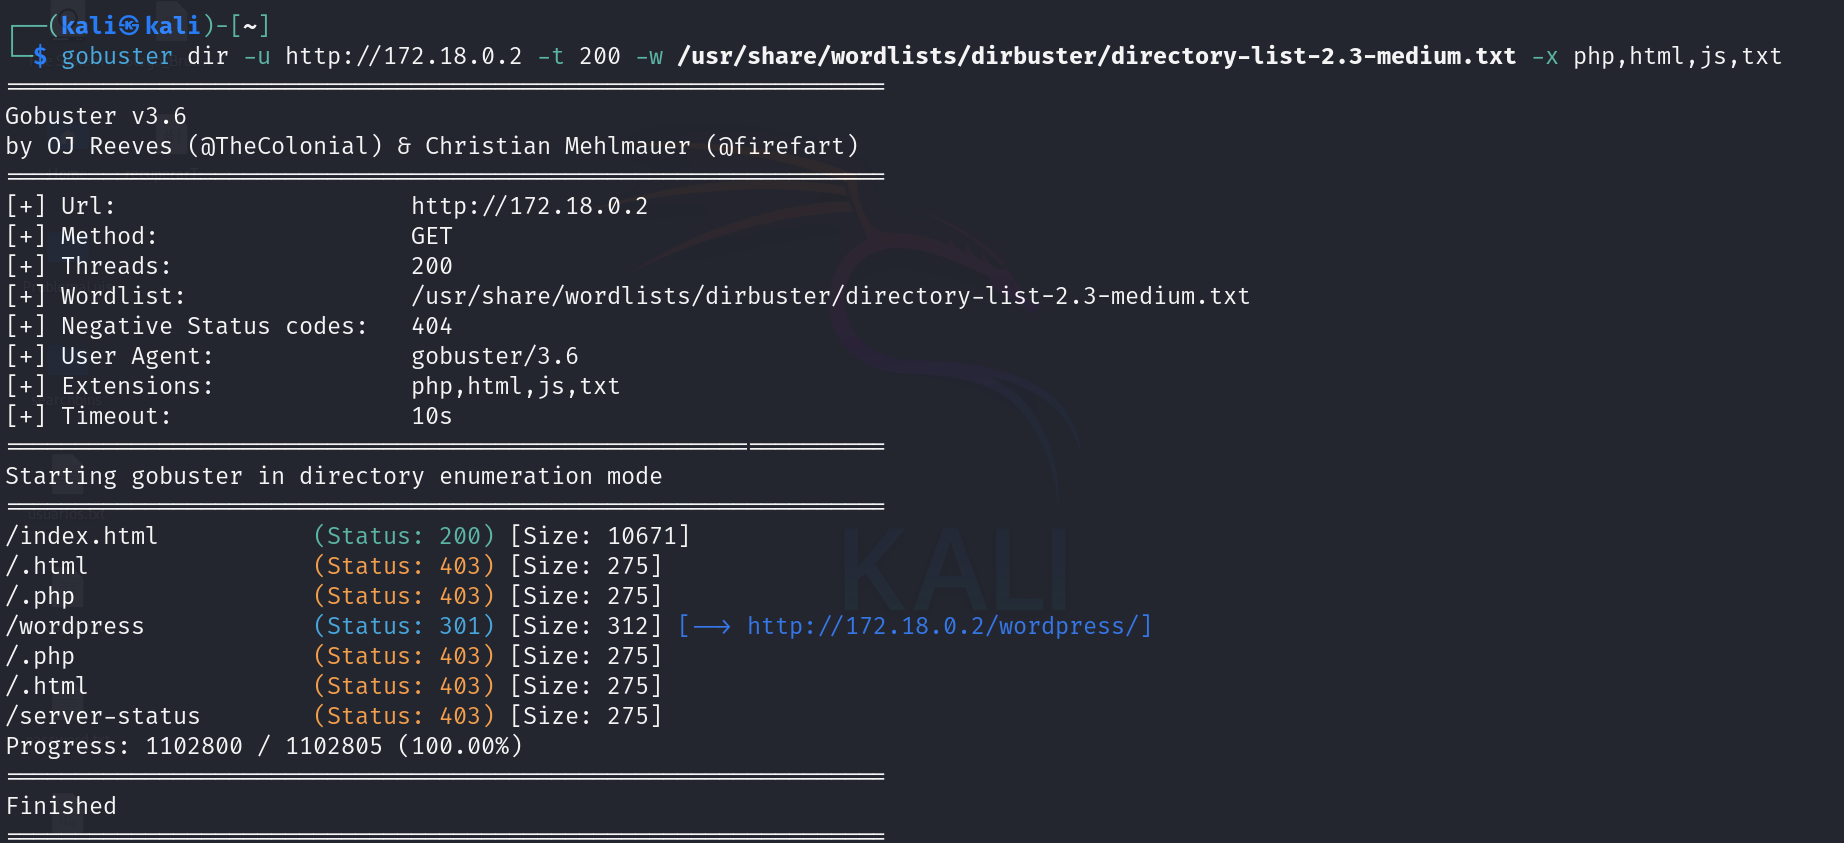 ┌──(kali㉿kali)-[~]
└─$ gobuster dir -u http://172.18.0.2 -t 200 -w /usr/share/wordlists/dirbuster/directory-list-2.3-medium.txt -x php,html,js,txt
===============================================================
Gobuster v3.6
by OJ Reeves (@TheColonial) & Christian Mehlmauer (@firefart)
===============================================================
[+] Url:                     http://172.18.0.2
[+] Method:                  GET
[+] Threads:                 200
[+] Wordlist:                /usr/share/wordlists/dirbuster/directory-list-2.3-medium.txt
[+] Negative Status codes:   404
[+] User Agent:              gobuster/3.6
[+] Extensions:              php,html,js,txt
[+] Timeout:                 10s
===============================================================
Starting gobuster in directory enumeration mode
===============================================================
/index.html           (Status: 200) [Size: 10671]
/.html                (Status: 403) [Size: 275]
/.php                 (Status: 403) [Size: 275]
/wordpress            (Status: 301) [Size: 312] [--> http://172.18.0.2/wordpress/]
/.php                 (Status: 403) [Size: 275]
/.html                (Status: 403) [Size: 275]
/server-status        (Status: 403) [Size: 275]
Progress: 1102800 / 1102805 (100.00%)
===============================================================
Finished
===============================================================
KALI